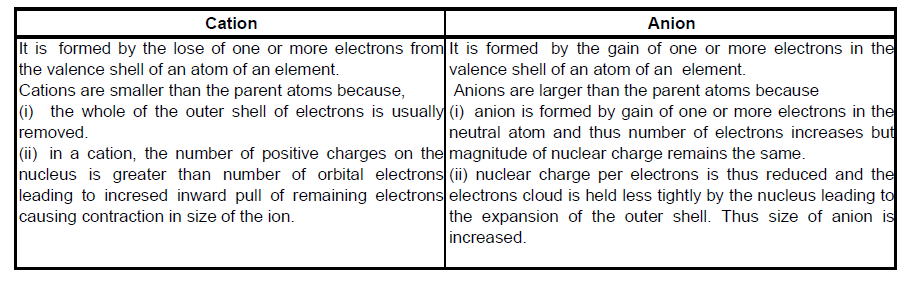 Cation
It is formed by the lose of one or more electrons from
the valence shell of an atom of an element.
Cations are smaller than the parent atoms because,
(i) the whole of the outer shell of electrons is usually
removed.
(ii) in a cation, the number of positive charges on the
nucleus is greater than number of orbital electrons
leading to incresed inward pull of remaining electrons
causing contraction in size of the ion.
Anion
It is formed by the gain of one or more electrons in the
valence shell of an atom of an element.
Anions are larger than the parent atoms because
(i) anion is formed by gain of one or more electrons in the
neutral atom and thus number of electrons increases but
magnitude of nuclear charge remains the same.
(ii) nuclear charge per electrons is thus reduced and the
electrons cloud is held less tightly by the nucleus leading to
the expansion of the outer shell. Thus size of anion is
increased.